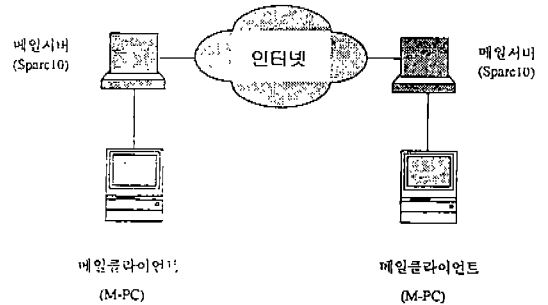 메일서버
(Sparc10)
인터넷
메일서버
(Sparc10)
메일클라이언트
(M-PC)
메일클라이언트
(M-PC)